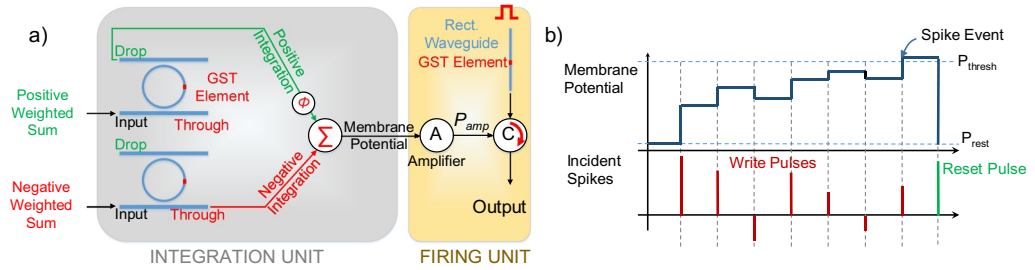 a)
Drop
GST
Element
Positive
Weighted
Sum
Input
Through
Drop
Negative
Weighted
Sum
Input
Through
Positive
Integration
Φ
Σ
Negative
Integration
Membrane
Potential
INTEGRATION UNIT
Rect.
Waveguide
GST Element
A
Amplifier
P_amp
C
Output
FIRING UNIT
b)
Spike Event
Membrane
Potential
P_thresh
P_rest
Incident
Spikes
Write Pulses
Reset Pulse